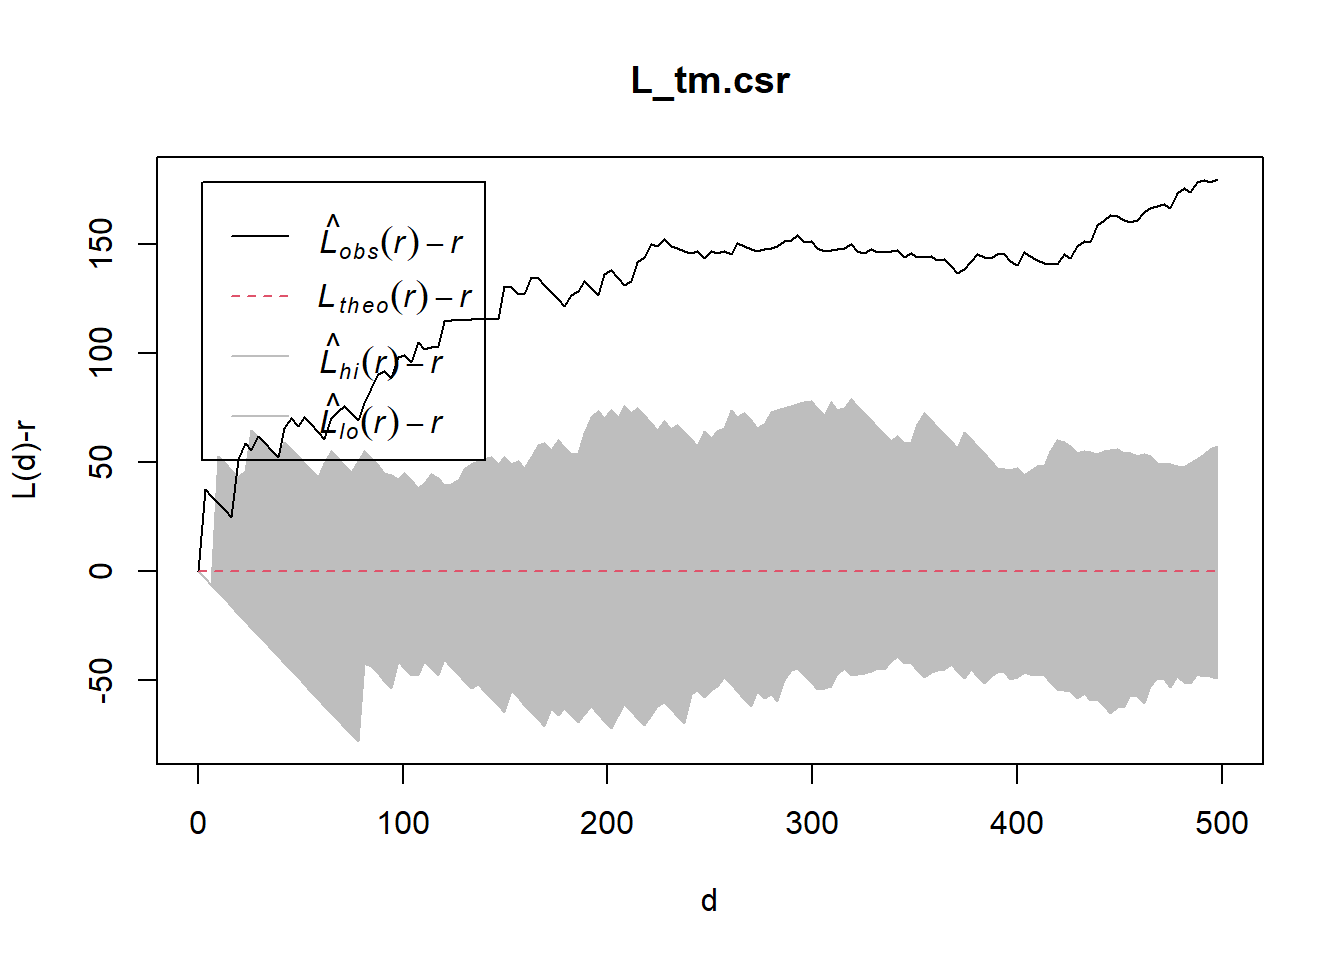 L_tm.csr
L̂obs(r) – r
Ltheo(r) – r
L̂hi(r) – r
L̂lo(r) – r
L(d)-r
150
100
50
0
-50
0 100 200 300 400 500
d